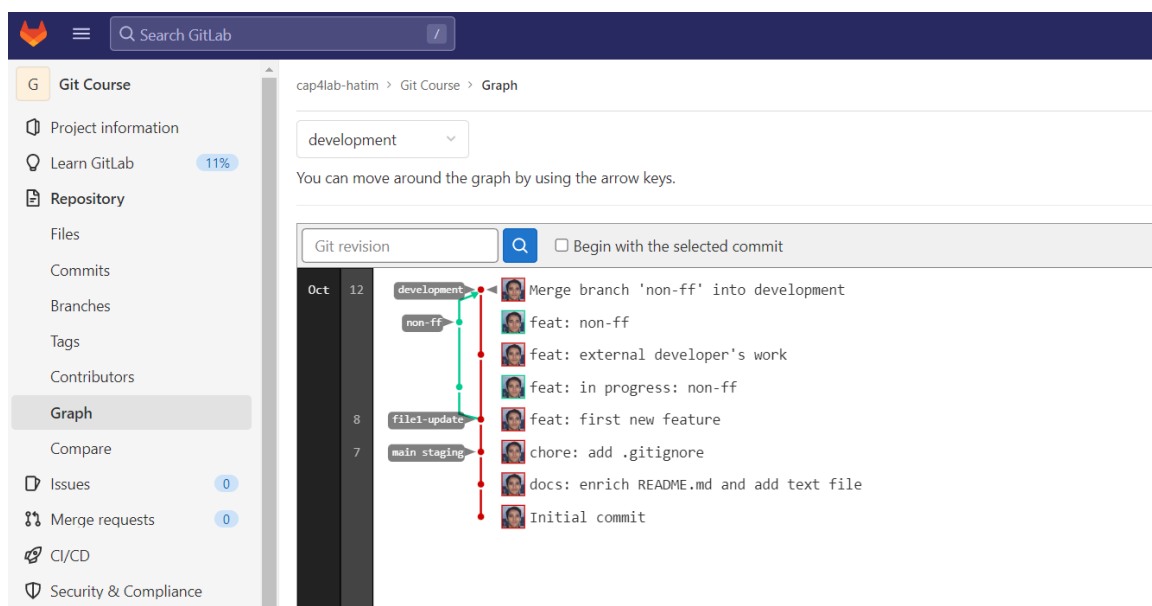 Search GitLab /
G Git Course
Project information
Learn GitLab 11%
Repository
Files
Commits
Branches
Tags
Contributors
Graph
Compare
Issues 0
Merge requests 0
CI/CD
Security & Compliance
cap4lab-hatim > Git Course > Graph
development
You can move around the graph by using the arrow keys.
Git revision Begin with the selected commit
Oct 12 development Merge branch 'non-ff' into development
non-ff feat: non-ff
feat: external developer's work
feat: in progress: non-ff
8 file1-update feat: first new feature
7 main staging chore: add .gitignore
docs: enrich README.md and add text file
Initial commit